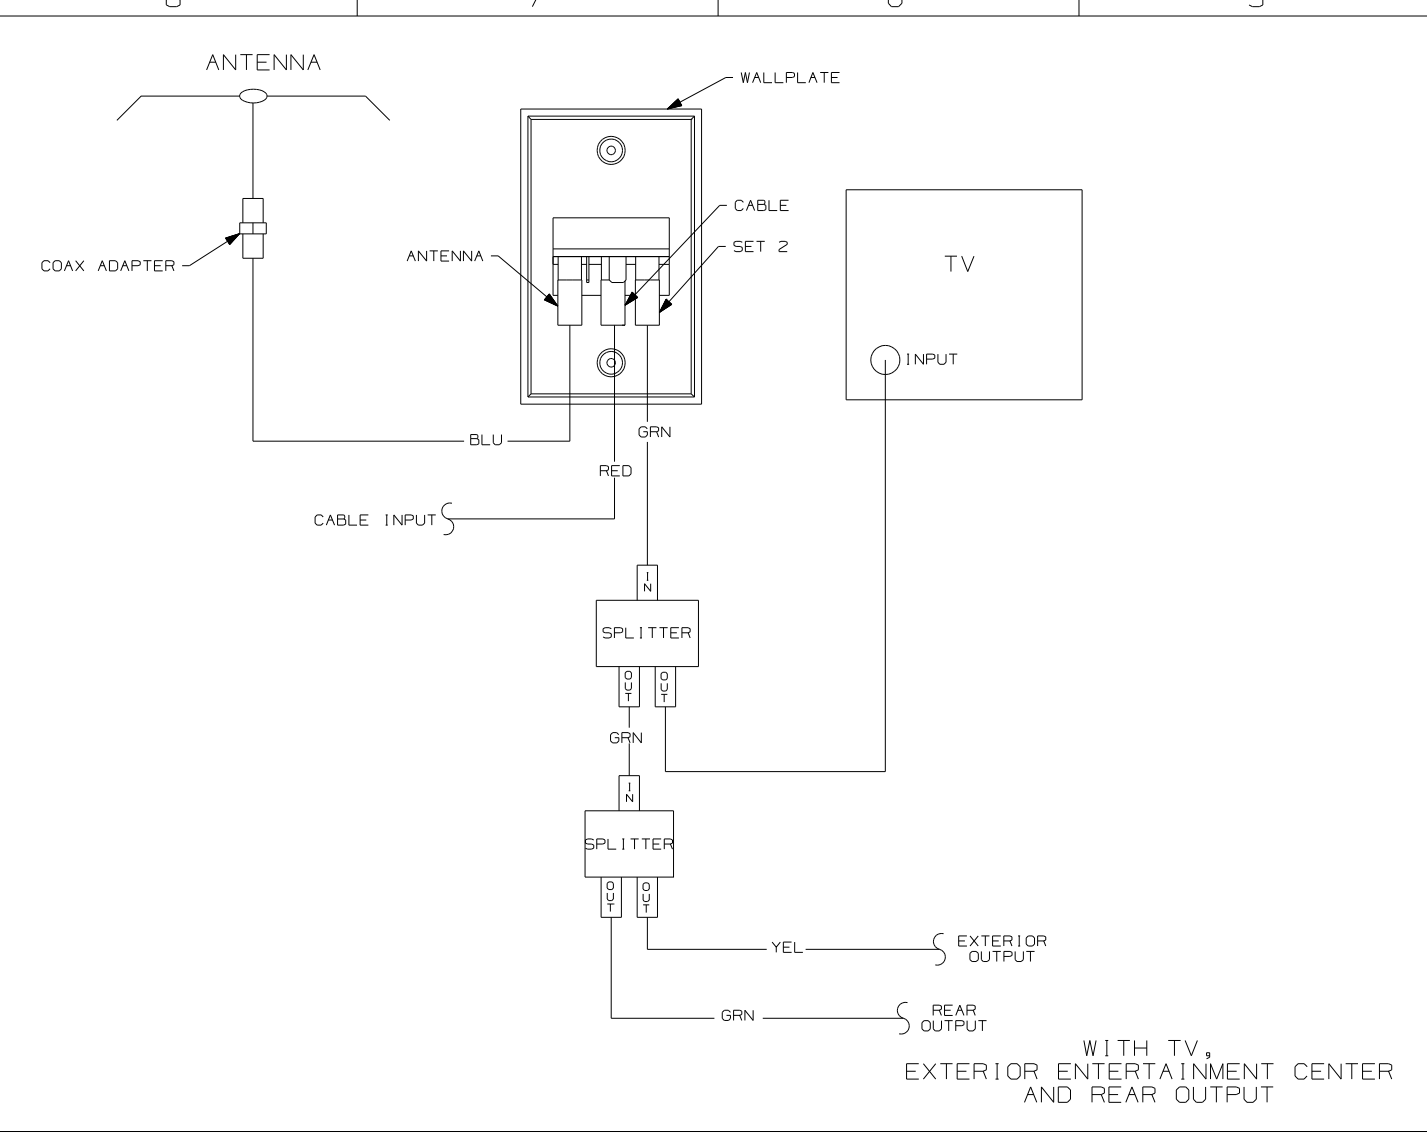 ANTENNA
WALLPLATE
CABLE
SET 2
ANTENNA
COAX ADAPTER
TV
INPUT
BLU
GRN
RED
CABLE INPUT
IN
SPLITTER
OUT
OUT
GRN
IN
SPLITTER
OUT
OUT
YEL
EXTERIOR
OUTPUT
GRN
REAR
OUTPUT
WITH TV,
EXTERIOR ENTERTAINMENT CENTER
AND REAR OUTPUT